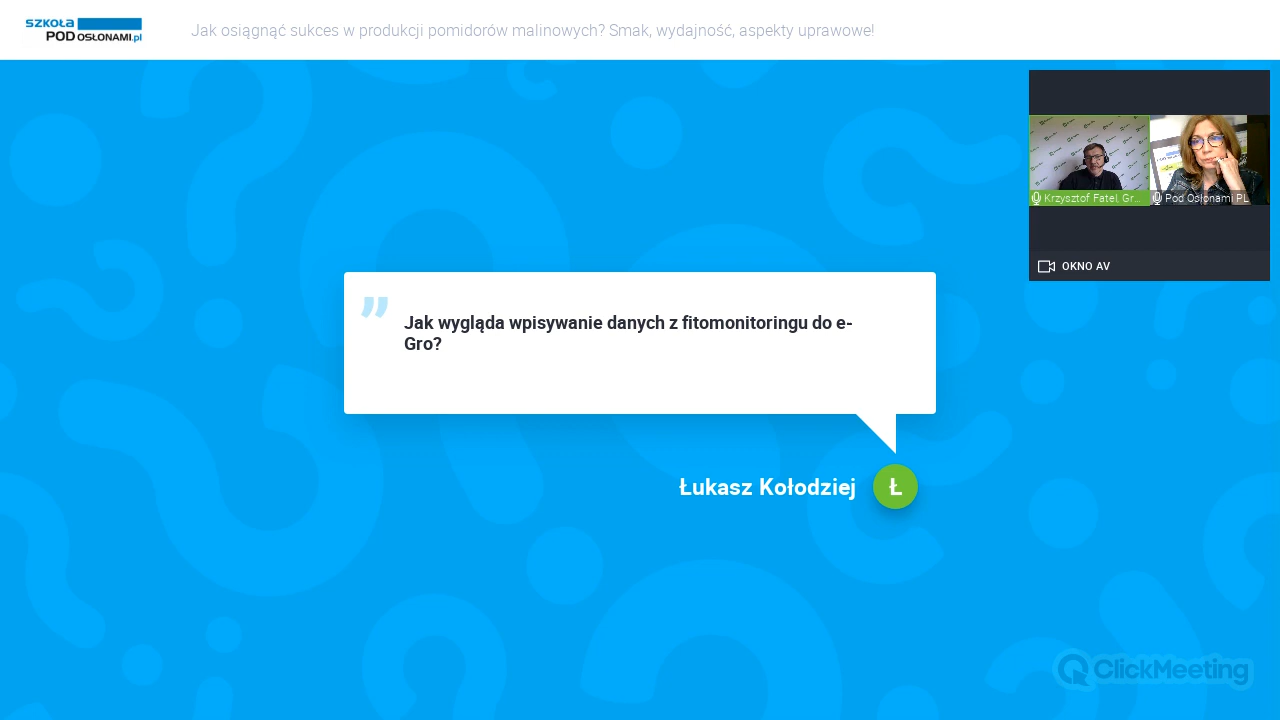 SZKOŁA
POD OSŁONAMI.pl
Jak osiągnąć sukces w produkcji pomidorów malinowych? Smak, wydajność, aspekty uprawowe!
Krzysztof Fatel, Gr...
Pod Osłonami PL
OKNO AV
Jak wygląda wpisywanie danych z fitomonitoringu do e-
Gro?
Łukasz Kołodziej
Ł
ClickMeeting